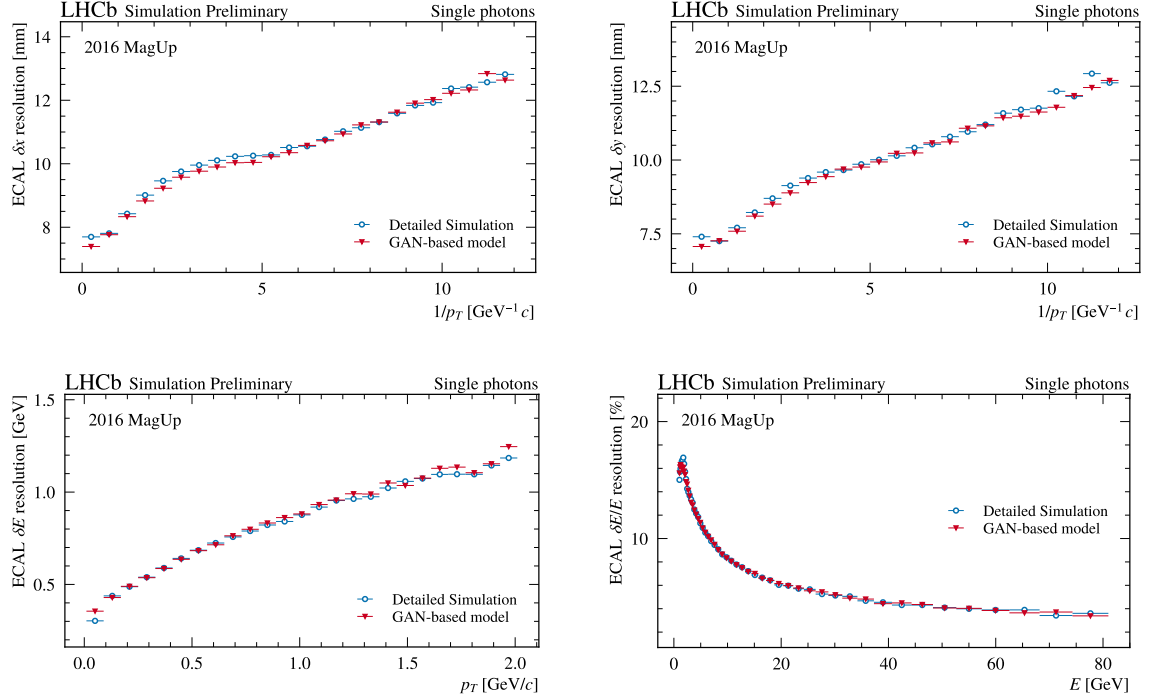 LHCb Simulation Preliminary Single photons
2016 MagUp
ECAL δx resolution [mm]
14
12
10
8
Detailed Simulation
GAN-based model
0 5 10
1/p_T [GeV⁻¹ c]
LHCb Simulation Preliminary Single photons
2016 MagUp
ECAL δy resolution [mm]
12.5
10.0
7.5
Detailed Simulation
GAN-based model
0 5 10
1/p_T [GeV⁻¹ c]
LHCb Simulation Preliminary Single photons
2016 MagUp
ECAL δE resolution [GeV]
1.5
1.0
0.5
Detailed Simulation
GAN-based model
0.0 0.5 1.0 1.5 2.0
p_T [GeV/c]
LHCb Simulation Preliminary Single photons
2016 MagUp
ECAL δE/E resolution [%]
20
10
Detailed Simulation
GAN-based model
0 20 40 60 80
E [GeV]